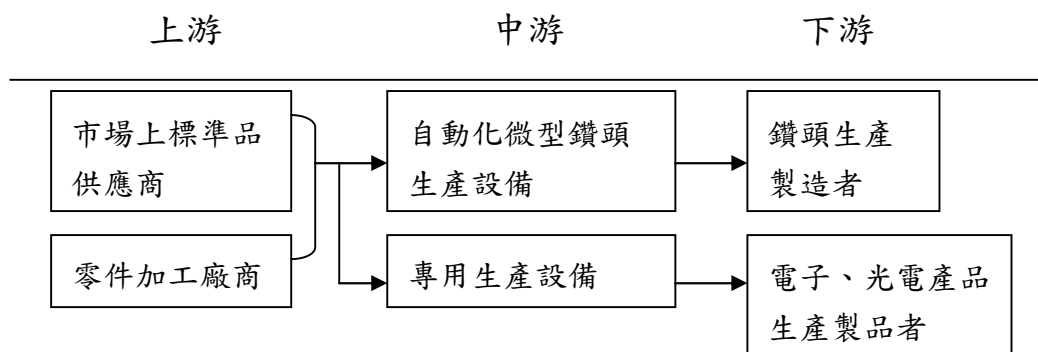 上游
中游
下游
市場上標準品
供應商
自動化微型鑽頭
生產設備
鑽頭生產
製造者
零件加工廠商
專用生產設備
電子、光電產品
生產製品者